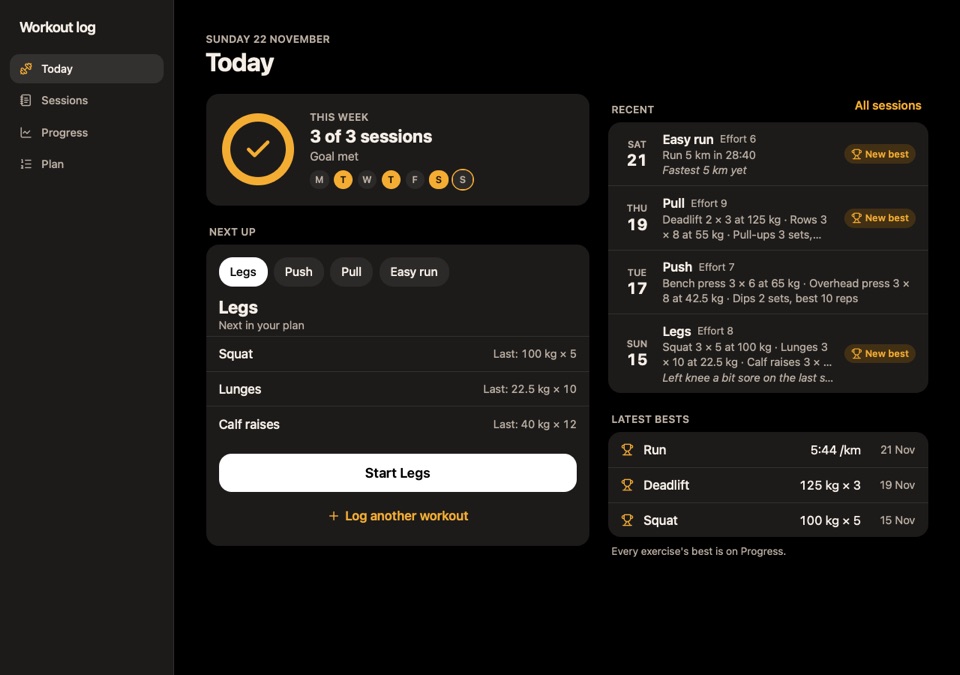 Workout log
Today
Sessions
Progress
Plan
SUNDAY 22 NOVEMBER
Today
THIS WEEK
3 of 3 sessions
Goal met
M T W T F S S
NEXT UP
Legs Push Pull Easy run
Legs
Next in your plan
Squat Last: 100 kg × 5
Lunges Last: 22.5 kg × 10
Calf raises Last: 40 kg × 12
Start Legs
+ Log another workout
RECENT All sessions
SAT
21
Easy run Effort 6
Run 5 km in 28:40
Fastest 5 km yet
New best
THU
19
Pull Effort 9
Deadlift 2 × 3 at 125 kg · Rows 3
× 8 at 55 kg · Pull-ups 3 sets,…
New best
TUE
17
Push Effort 7
Bench press 3 × 6 at 65 kg · Overhead press 3 ×
8 at 42.5 kg · Dips 2 sets, best 10 reps
SUN
15
Legs Effort 8
Squat 3 × 5 at 100 kg · Lunges 3
× 10 at 22.5 kg · Calf raises 3 × …
Left knee a bit sore on the last s…
New best
LATEST BESTS
Run 5:44 /km 21 Nov
Deadlift 125 kg × 3 19 Nov
Squat 100 kg × 5 15 Nov
Every exercise's best is on Progress.